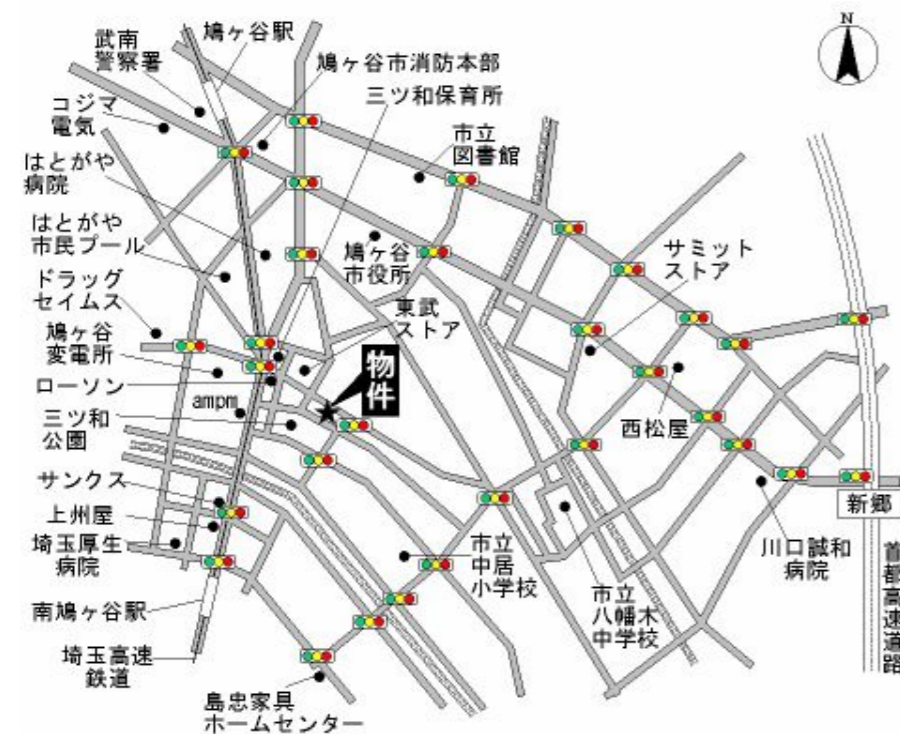 N
武南
警察署
鳩ヶ谷駅
鳩ヶ谷市消防本部
三ツ和保育所
コジマ
電気
市立
図書館
はとがや
病院
はとがや
市民プール
鳩ヶ谷
市役所
サミット
ストア
ドラッグ
セイムス
東武
ストア
鳩ヶ谷
変電所
物件
ローソン
ampm
三ツ和
公園
西松屋
サンクス
上州屋
埼玉厚生
病院
市立
中居
小学校
市立
八幡木
中学校
川口誠和
病院
新郷
首都高速道路
南鳩ヶ谷駅
埼玉高速
鉄道
島忠家具
ホームセンター